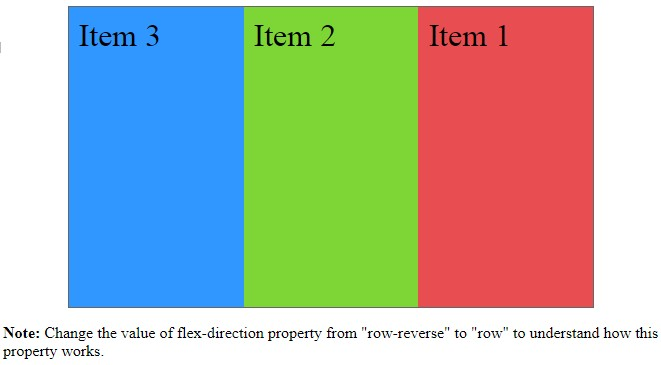 Item 3 Item 2 Item 1
Note: Change the value of flex-direction property from "row-reverse" to "row" to understand how this
property works.